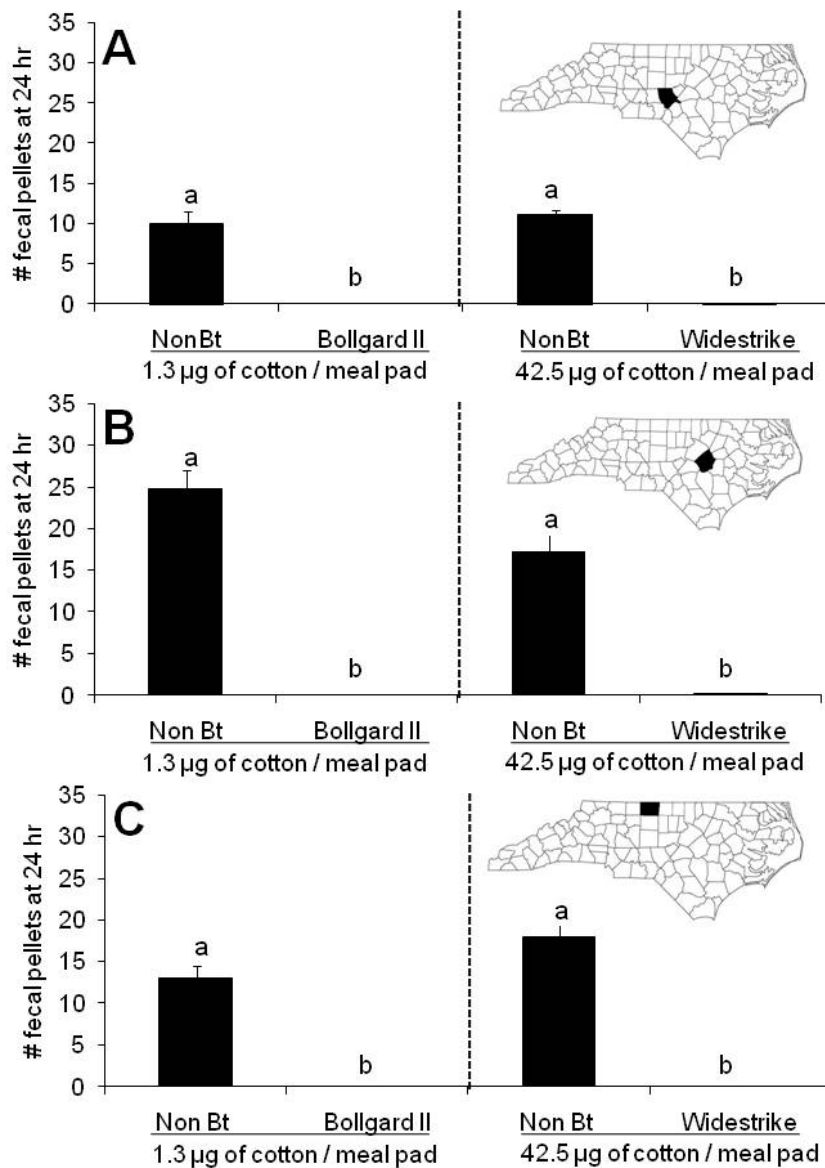 A
# fecal pellets at 24 hr
35
30
25
20
15
10
5
0
a
b
a
b
NonBt Bollgard II NonBt Widestrike
1.3 µg of cotton / meal pad 42.5 µg of cotton / meal pad
B
# fecal pellets at 24 hr
35
30
25
20
15
10
5
0
a
b
a
b
Non Bt Bollgard II Non Bt Widestrike
1.3 µg of cotton / meal pad 42.5 µg of cotton / meal pad
C
# fecal pellets at 24 hr
35
30
25
20
15
10
5
0
a
b
a
b
Non Bt Bollgard II Non Bt Widestrike
1.3 µg of cotton / meal pad 42.5 µg of cotton / meal pad